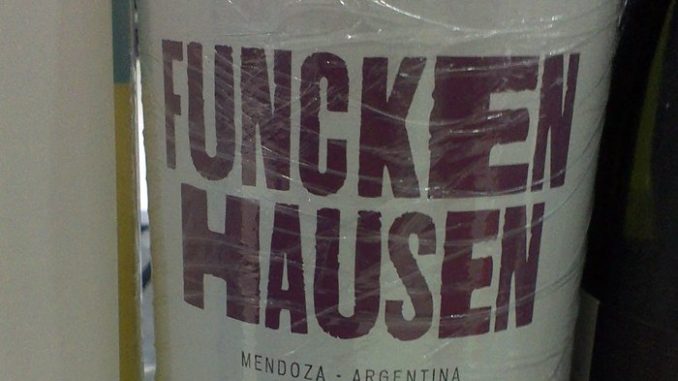 FUNCKEN
HAUSEN
MENDOZA - ARGENTINA